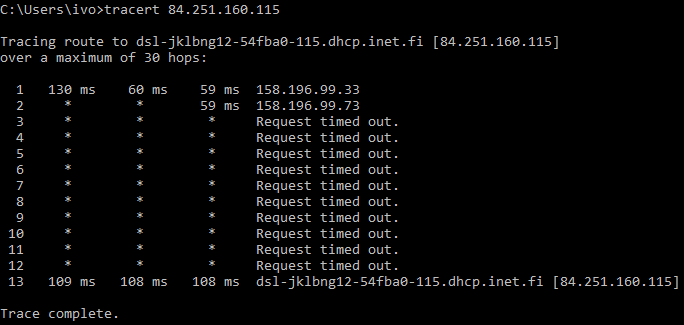 C:\Users\ivo>tracert 84.251.160.115
Tracing route to dsl-jklbng12-54fba0-115.dhcp.inet.fi [84.251.160.115]
over a maximum of 30 hops:
1 130 ms 60 ms 59 ms 158.196.99.33
2 * * 59 ms 158.196.99.73
3 * * * Request timed out.
4 * * * Request timed out.
5 * * * Request timed out.
6 * * * Request timed out.
7 * * * Request timed out.
8 * * * Request timed out.
9 * * * Request timed out.
10 * * * Request timed out.
11 * * * Request timed out.
12 * * * Request timed out.
13 109 ms 108 ms 108 ms dsl-jklbng12-54fba0-115.dhcp.inet.fi [84.251.160.115]
Trace complete.